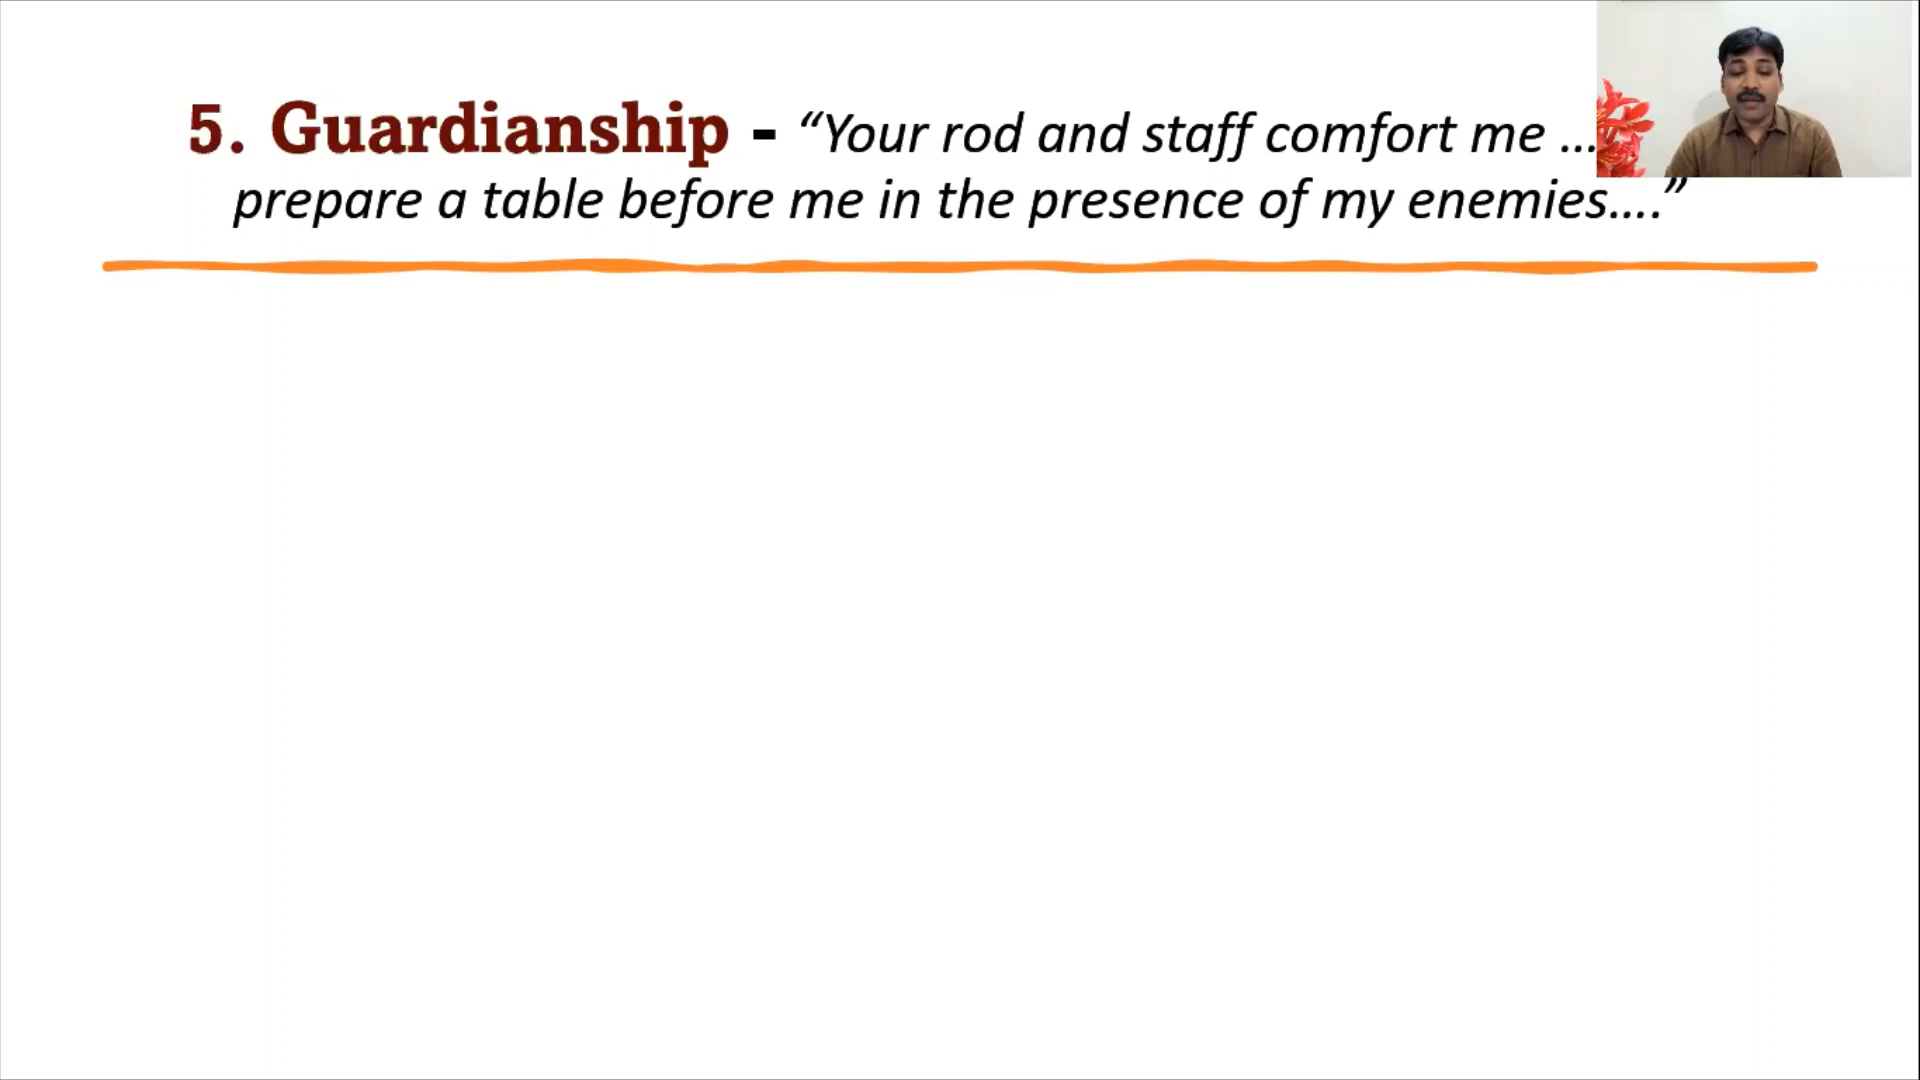 5. Guardianship - “Your rod and staff comfort me ...
prepare a table before me in the presence of my enemies....”